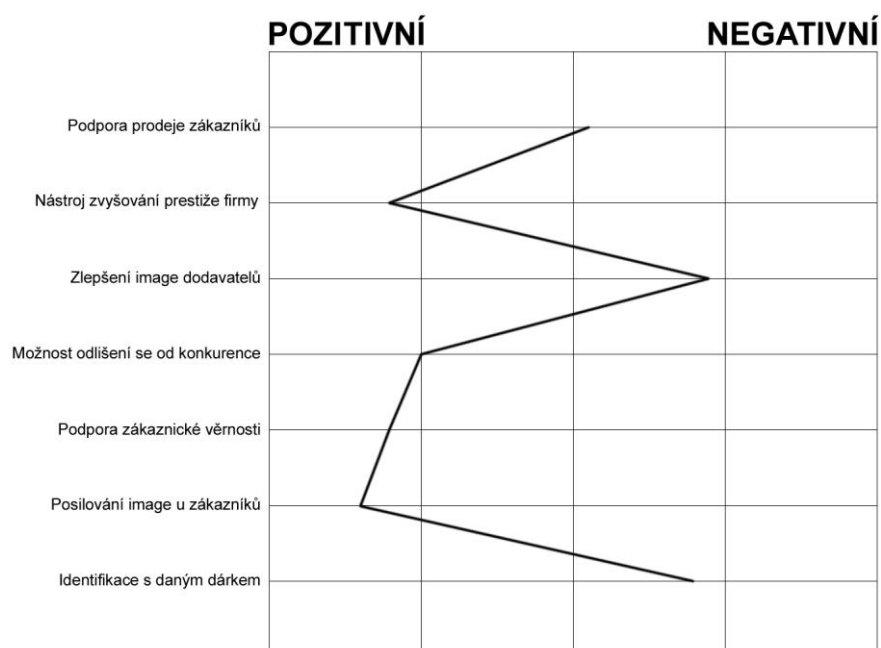 POZITIVNÍ NEGATIVNÍ
Podpora prodeje zákazníků
Nástroj zvyšování prestiže firmy
Zlepšení image dodavatelů
Možnost odlišení se od konkurence
Podpora zákaznické věrnosti
Posilování image u zákazníků
Identifikace s daným dárkem